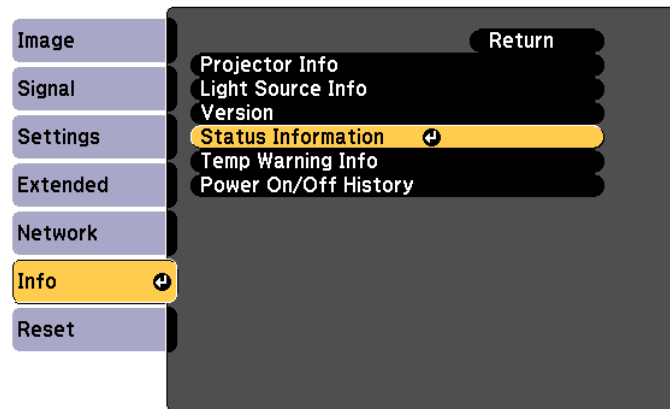 Image
Signal
Settings
Extended
Network
Info
Reset
Return
Projector Info
Light Source Info
Version
Status Information
Temp Warning Info
Power On/Off History